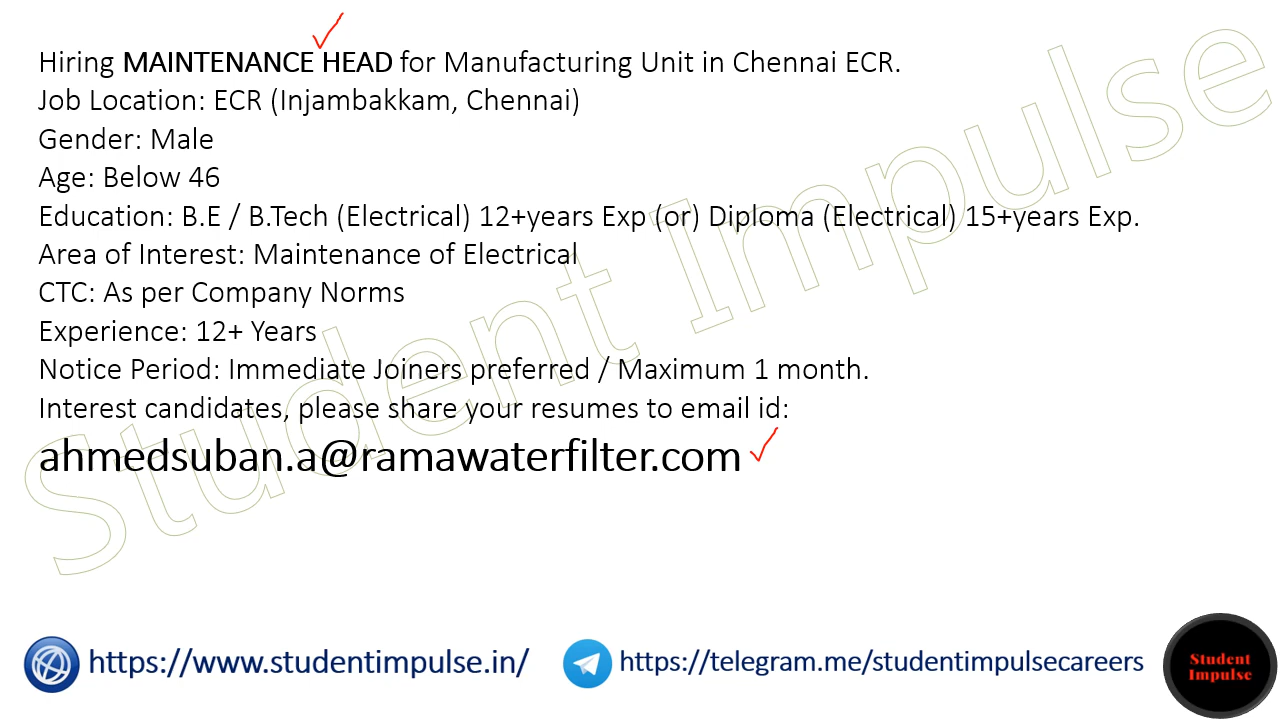 Hiring MAINTENANCE HEAD for Manufacturing Unit in Chennai ECR.
Job Location: ECR (Injambakkam, Chennai)
Gender: Male
Age: Below 46
Education: B.E / B.Tech (Electrical) 12+years Exp (or) Diploma (Electrical) 15+years Exp.
Area of Interest: Maintenance of Electrical
CTC: As per Company Norms
Experience: 12+ Years
Notice Period: Immediate Joiners preferred / Maximum 1 month.
Interest candidates, please share your resumes to email id:
ahmedsuban.a@ramawaterfilter.com
Student Impulse
https://www.studentimpulse.in/
https://telegram.me/studentimpulsecareers
Student
Impulse